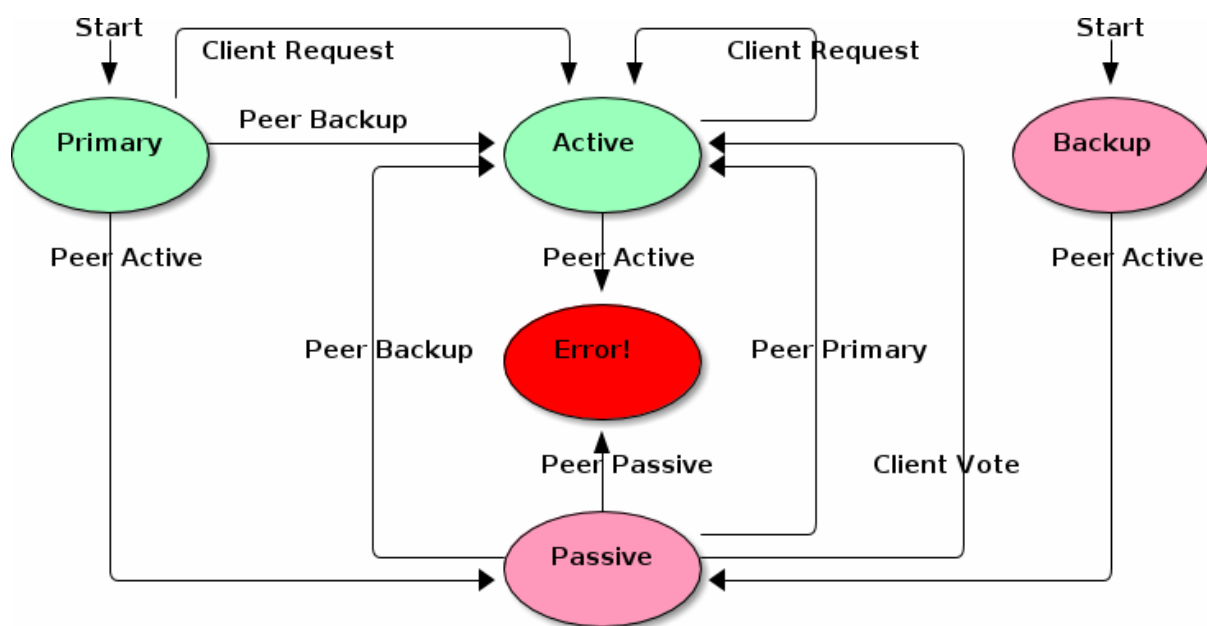 Start
Start
Client Request
Client Request
Peer Backup
Primary
Active
Backup
Peer Active
Peer Active
Peer Active
Peer Backup
Error!
Peer Primary
Peer Passive
Client Vote
Passive